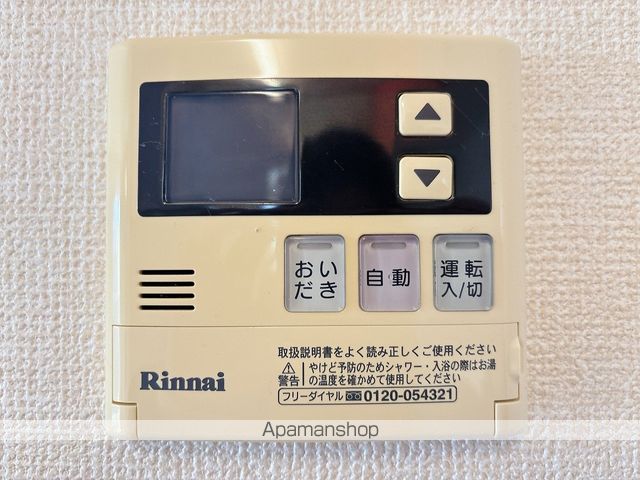 ▲
▼
おい
だき
自動
運転
入/切
取扱説明書をよく読み正しくご使用ください
⚠警告 やけど予防のためシャワー・入浴の際はお湯
の温度を確かめて使用してください
Rinnai
フリーダイヤル 0120-054321
Apamanshop